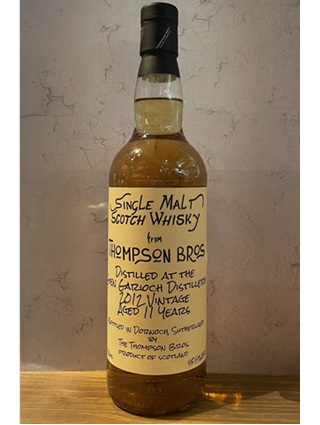 Single Malt
Scotch Whisky
from
Thompson Bros
Distilled at the
Garioch Distillery
2012 Vintage
Aged 11 Years
Bottled in Dornoch, Sutherland
by
The Thompson Bros.
Product of Scotland